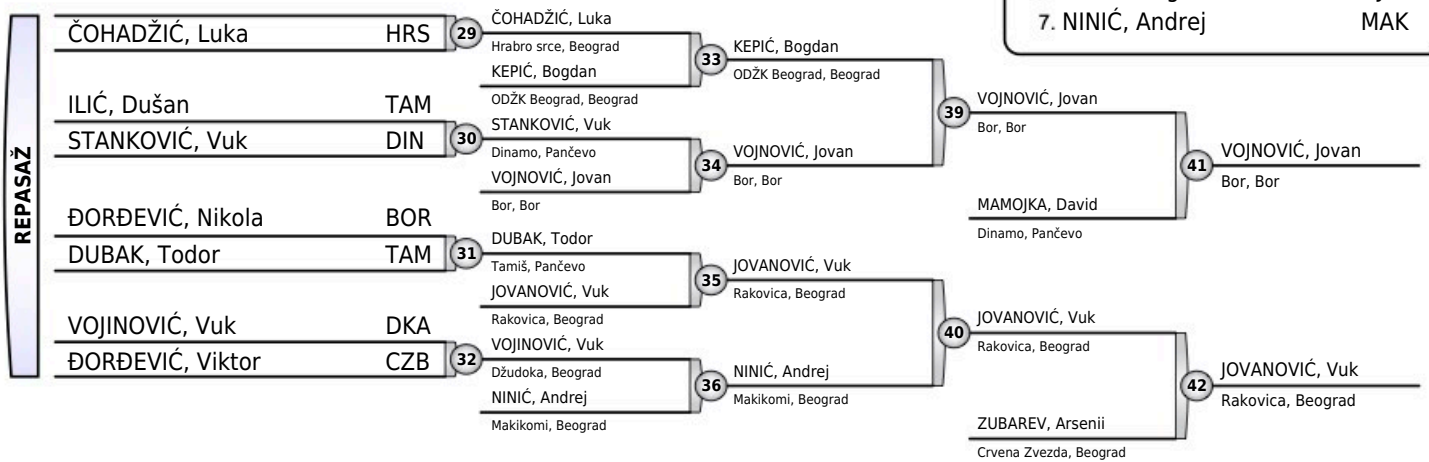 7. NINIĆ, Andrej MAK
REPASAŽ
ČOHADŽIĆ, Luka HRS
ILIĆ, Dušan TAM
STANKOVIĆ, Vuk DIN
ĐORĐEVIĆ, Nikola BOR
DUBAK, Todor TAM
VOJINOVIĆ, Vuk DKA
ĐORĐEVIĆ, Viktor CZB
29
ČOHADŽIĆ, Luka
Hrabro srce, Beograd
KEPIĆ, Bogdan
ODŽK Beograd, Beograd
30
STANKOVIĆ, Vuk
Dinamo, Pančevo
VOJNOVIĆ, Jovan
Bor, Bor
31
DUBAK, Todor
Tamiš, Pančevo
JOVANOVIĆ, Vuk
Rakovica, Beograd
32
VOJINOVIĆ, Vuk
Džudoka, Beograd
NINIĆ, Andrej
Makikomi, Beograd
33
KEPIĆ, Bogdan
ODŽK Beograd, Beograd
34
VOJNOVIĆ, Jovan
Bor, Bor
35
JOVANOVIĆ, Vuk
Rakovica, Beograd
36
NINIĆ, Andrej
Makikomi, Beograd
39
VOJNOVIĆ, Jovan
Bor, Bor
MAMOJKA, David
Dinamo, Pančevo
40
JOVANOVIĆ, Vuk
Rakovica, Beograd
ZUBAREV, Arsenii
Crvena Zvezda, Beograd
41
VOJNOVIĆ, Jovan
Bor, Bor
42
JOVANOVIĆ, Vuk
Rakovica, Beograd